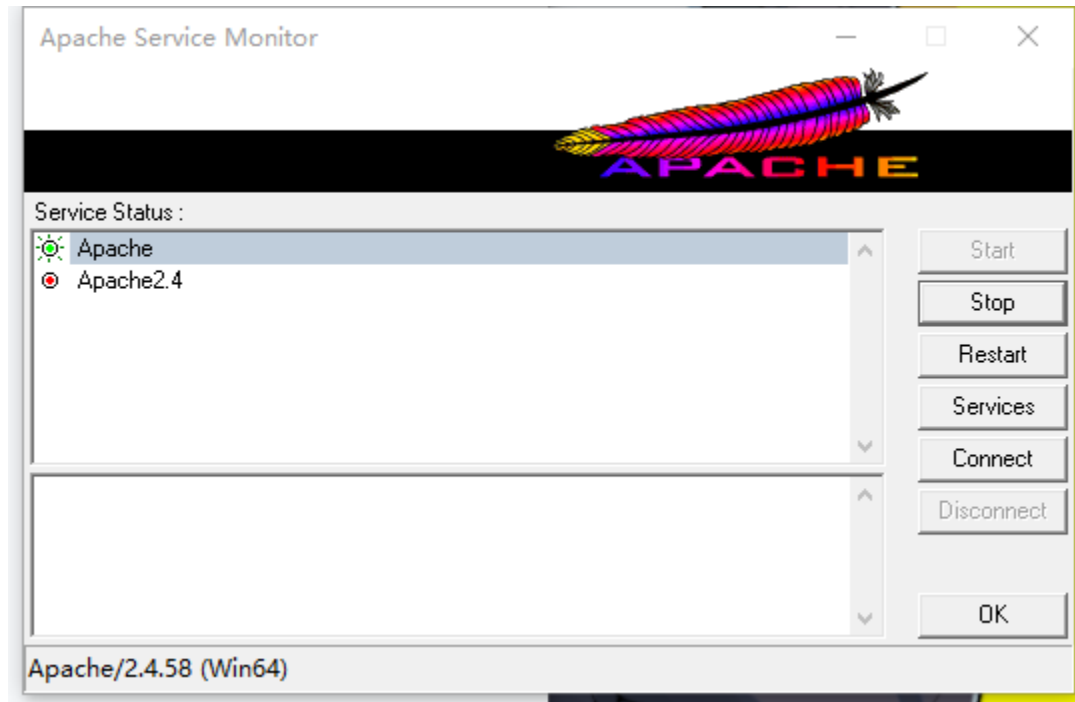 Apache Service Monitor
APACHE
Service Status :
Apache
Apache2.4
Start
Stop
Restart
Services
Connect
Disconnect
OK
Apache/2.4.58 (Win64)